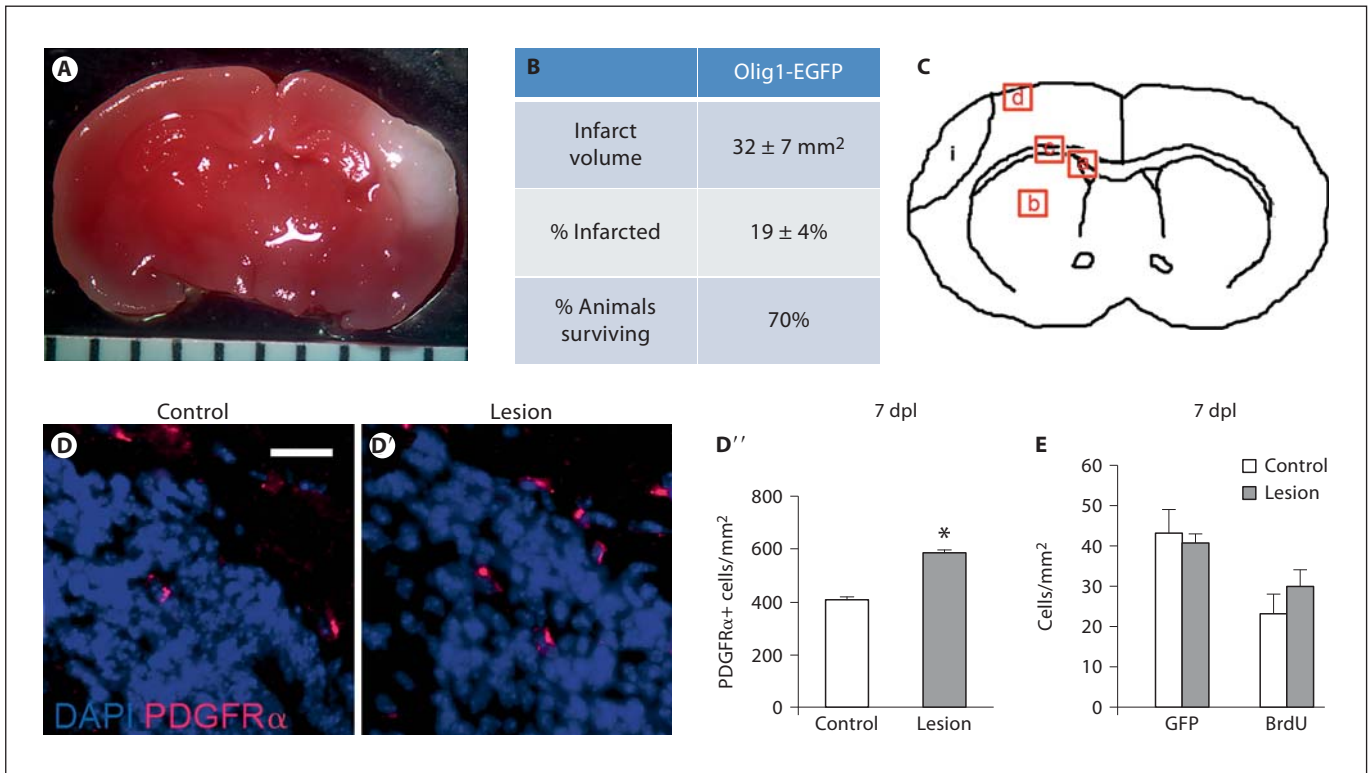 A
B
Olig1-EGFP
Infarct
volume
32 ± 7 mm²
% Infarcted
19 ± 4%
% Animals
surviving
70%
C
d
i
c
a
b
Control
Lesion
D
D′
DAPI PDGFRα
7 dpl
D′′
PDGFRα+ cells/mm²
800
600
400
200
0
*
Control
Lesion
7 dpl
E
Cells/mm²
60
50
40
30
20
10
0
Control
Lesion
GFP
BrdU